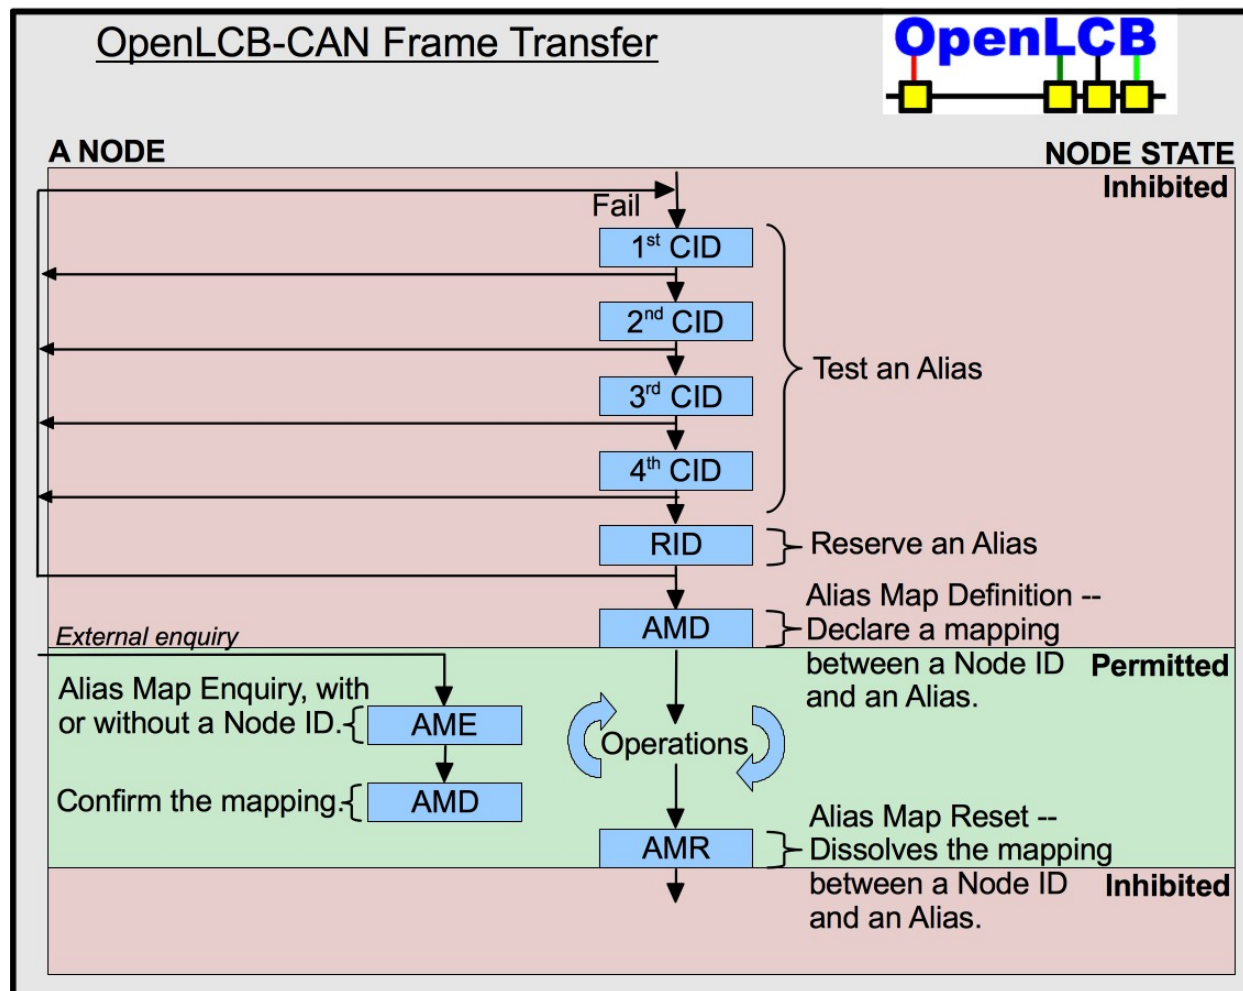 OpenLCB-CAN Frame Transfer
OpenLCB
A NODE
NODE STATE
Inhibited
Fail
1st CID
2nd CID
Test an Alias
3rd CID
4th CID
RID
Reserve an Alias
AMD
Alias Map Definition --
Declare a mapping
between a Node ID
and an Alias.
External enquiry
Permitted
Alias Map Enquiry, with
or without a Node ID.
AME
Operations
Confirm the mapping.
AMD
AMR
Alias Map Reset --
Dissolves the mapping
between a Node ID
and an Alias.
Inhibited